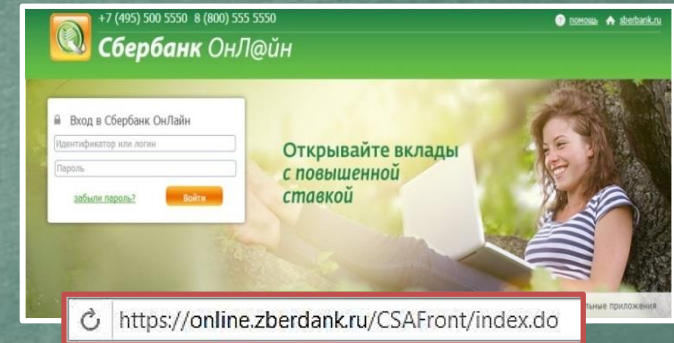 +7 (495) 500 5550 8 (800) 555 5550
помощь sberbank.ru
Сбербанк ОнЛ@йн
Вход в Сбербанк ОнЛайн
Идентификатор или логин
Пароль
забыли пароль?
Войти
Открывайте вклады
с повышенной
ставкой
приложения
https://online.zberdank.ru/CSAFront/index.do